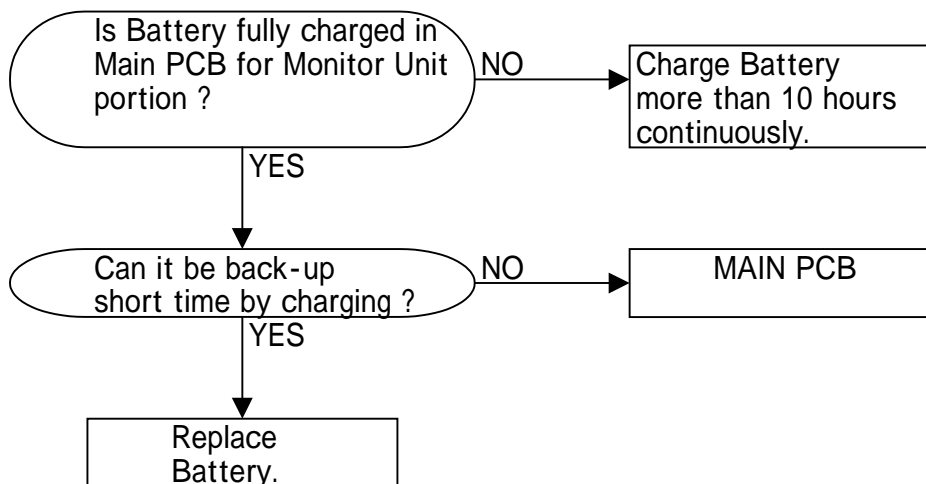 Is Battery fully charged in
Main PCB for Monitor Unit
portion ?
NO
Charge Battery
more than 10 hours
continuously.
YES
Can it be back-up
short time by charging ?
NO
MAIN PCB
YES
Replace
Battery.